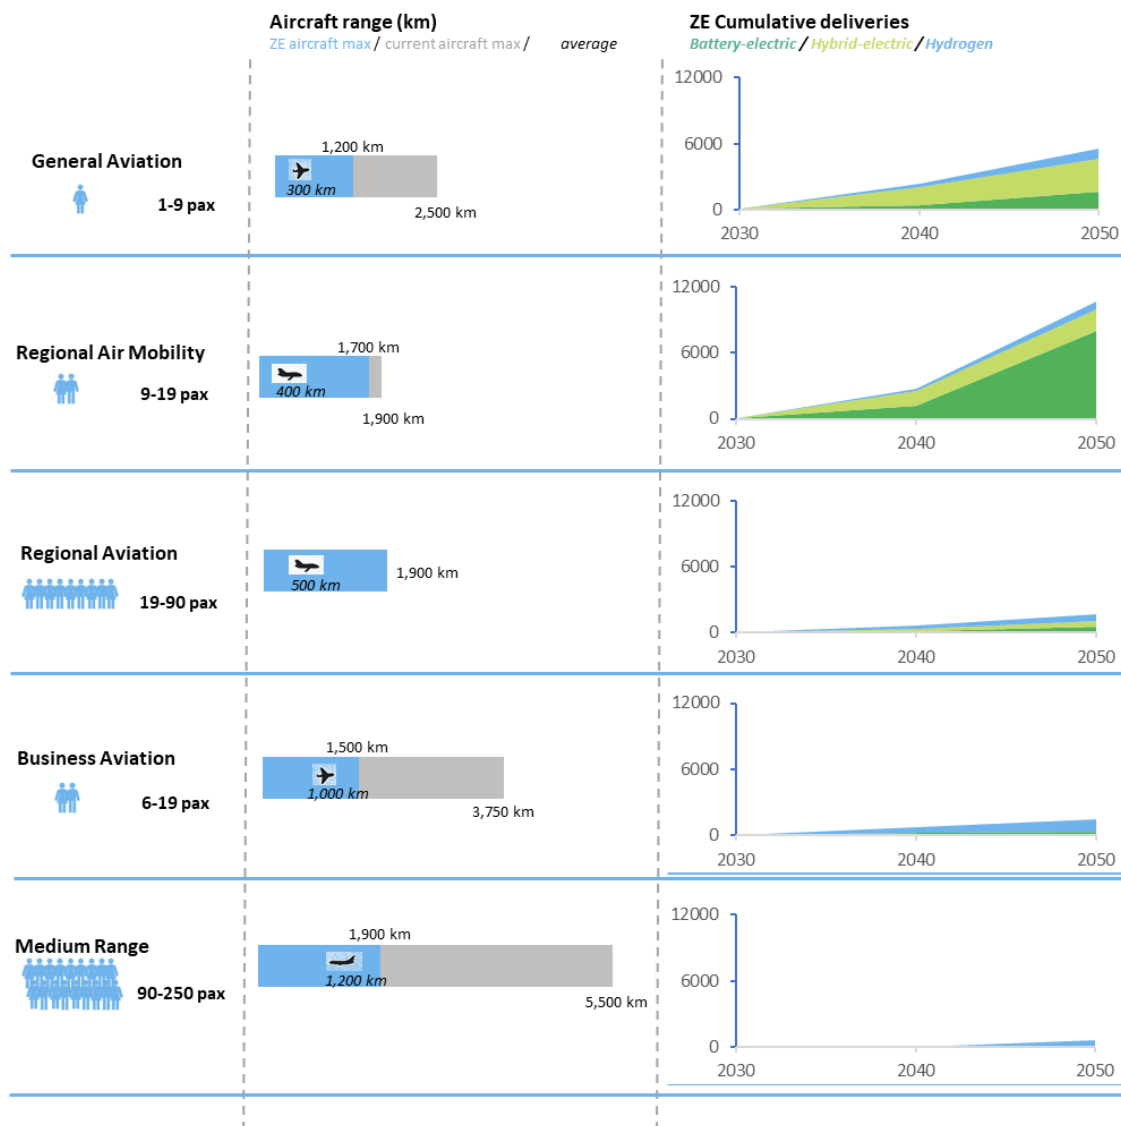 Aircraft range (km)
ZE aircraft max / current aircraft max / average
ZE Cumulative deliveries
Battery-electric / Hybrid-electric / Hydrogen
General Aviation
1-9 pax
1,200 km
300 km
2,500 km
12000
6000
0
2030 2040 2050
Regional Air Mobility
9-19 pax
1,700 km
400 km
1,900 km
12000
6000
0
2030 2040 2050
Regional Aviation
19-90 pax
500 km
1,900 km
12000
6000
0
2030 2040 2050
Business Aviation
6-19 pax
1,500 km
1,000 km
3,750 km
12000
6000
0
2030 2040 2050
Medium Range
90-250 pax
1,900 km
1,200 km
5,500 km
12000
6000
0
2030 2040 2050